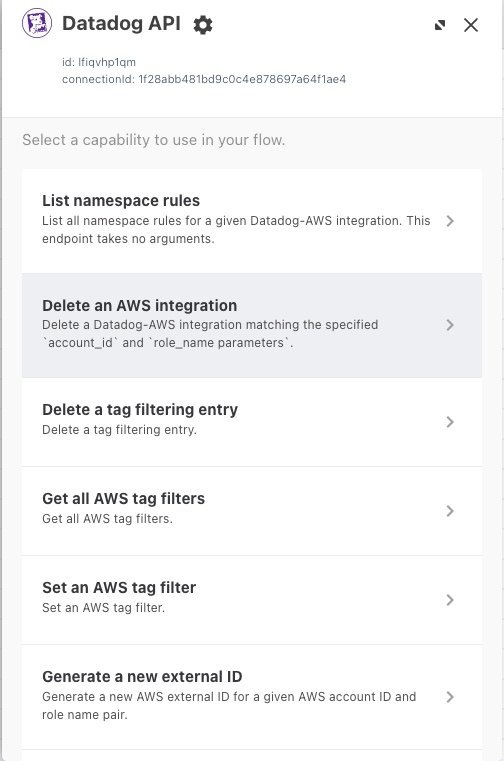 Datadog API
id: lfiqvhp1qm
connectionId: 1f28abb481bd9c0c4e878697a64f1ae4
Select a capability to use in your flow.
List namespace rules
List all namespace rules for a given Datadog-AWS integration. This
endpoint takes no arguments.
Delete an AWS integration
Delete a Datadog-AWS integration matching the specified
`account_id` and `role_name parameters`.
Delete a tag filtering entry
Delete a tag filtering entry.
Get all AWS tag filters
Get all AWS tag filters.
Set an AWS tag filter
Set an AWS tag filter.
Generate a new external ID
Generate a new AWS external ID for a given AWS account ID and
role name pair.